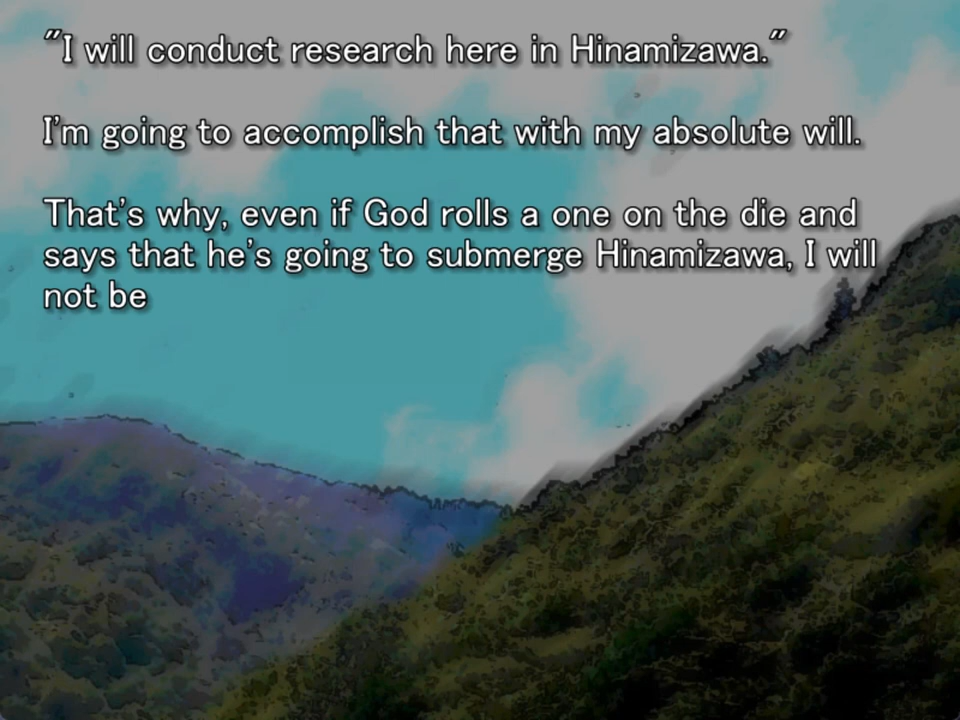 "I will conduct research here in Hinamizawa."
I'm going to accomplish that with my absolute will.
That's why, even if God rolls a one on the die and
says that he's going to submerge Hinamizawa, I will
not be